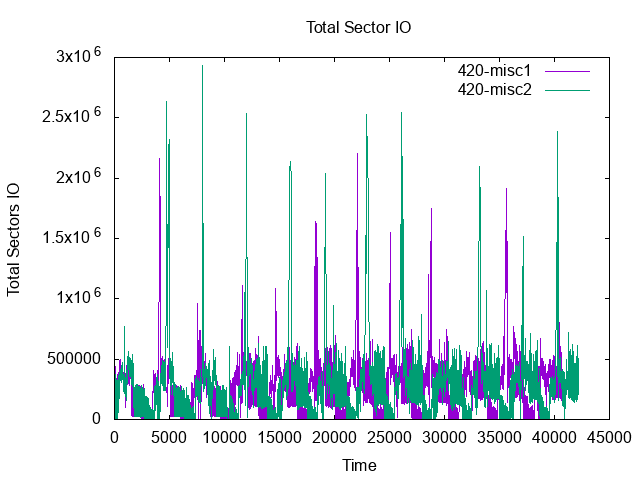 Total Sector IO
420-misc1
420-misc2
3x10^6
2.5x10^6
2x10^6
1.5x10^6
1x10^6
500000
0
Total Sectors IO
0 5000 10000 15000 20000 25000 30000 35000 40000 45000
Time